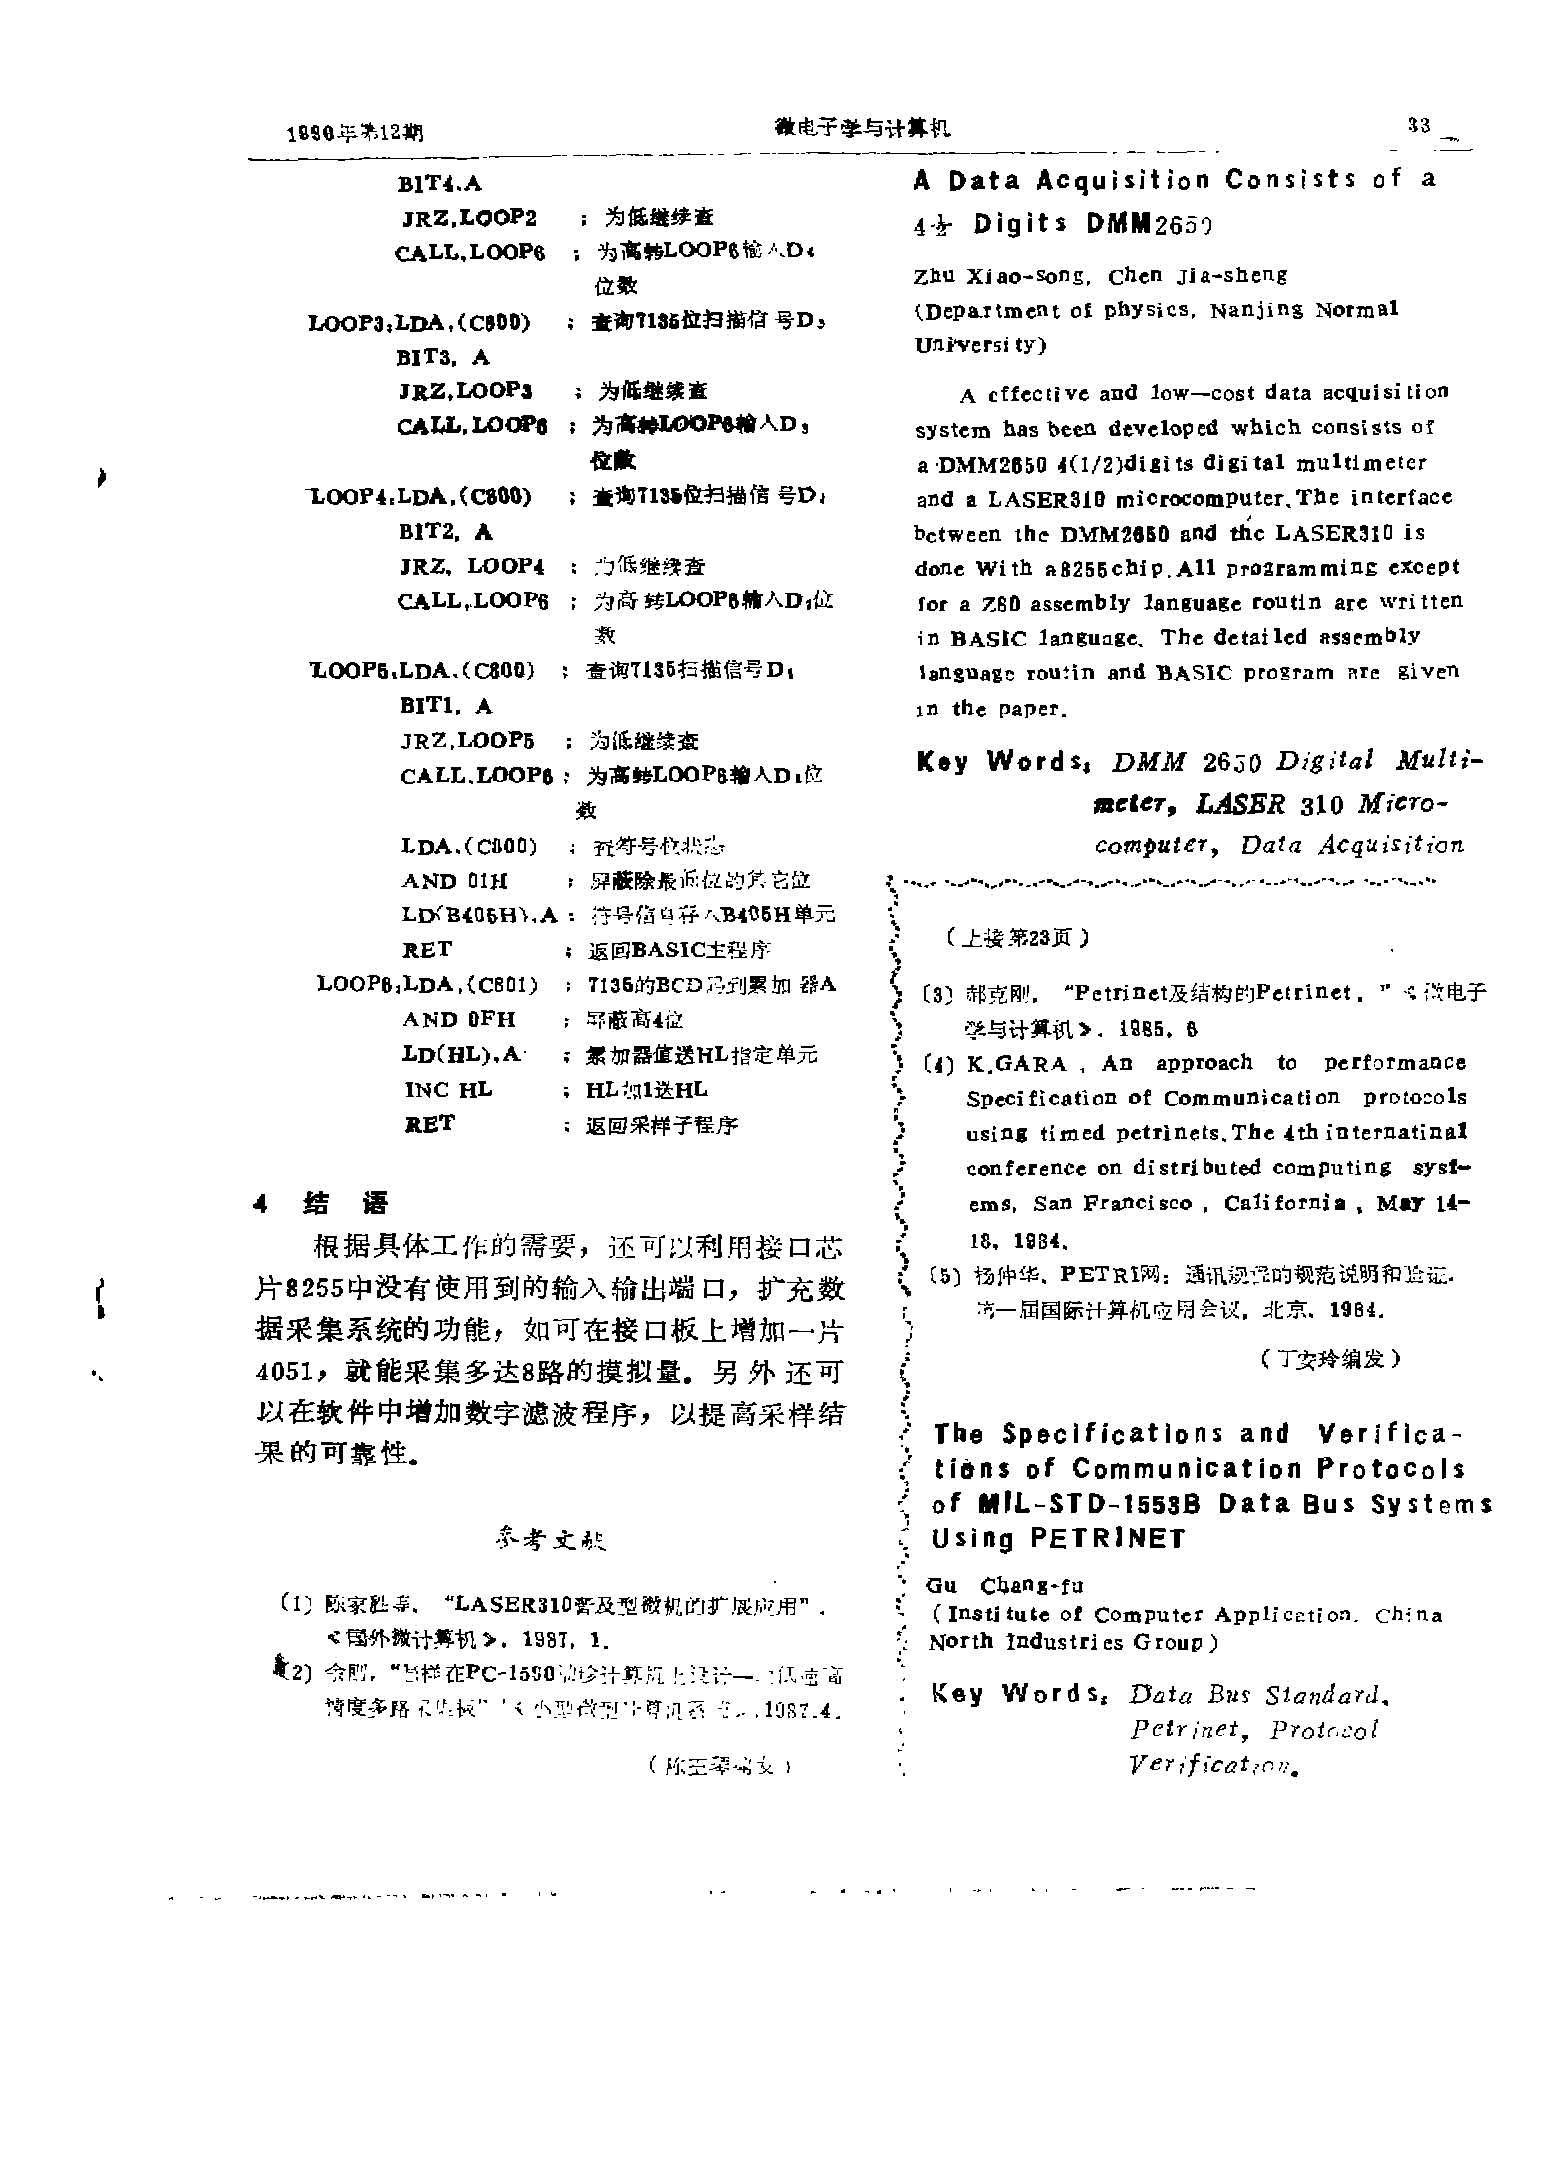 1990年第12期
微电子学与计算机
33
BIT4.A
JRZ,LOOP2 ；为低继续查
CALL,LOOP6 ；为高转LOOP6输入D₄
位数
LOOP3:LDA,(C800) ；查询7135位扫描信号D₃
BIT3, A
JRZ,LOOP3 ；为低继续查
CALL,LOOP6 ；为高转LOOP6输入D₃
位数
LOOP4:LDA,(C800) ；查询7135位扫描信号D₂
BIT2, A
JRZ, LOOP4 ；为低继续查
CALL,LOOP6 ；为高转LOOP6输入D₂位
数
LOOP5:LDA,(C800) ；查询7135扫描信号D₁
BIT1, A
JRZ,LOOP5 ；为低继续查
CALL,LOOP6；为高转LOOP6输入D₁位
数
LDA,(C800) ；查符号位状态
AND 01H ；屏蔽除最低位的其它位
LD(B405H),A；符号信息存入B405H单元
RET ；返回BASIC主程序
LOOP6:LDA,(C801) ；7135的BCD码到累加器A
AND 0FH ；屏蔽高4位
LD(HL),A ；累加器值送HL指定单元
INC HL ；HL加1送HL
RET ；返回采样子程序
4 结语
根据具体工作的需要，还可以利用接口芯
片8255中没有使用到的输入输出端口，扩充数
据采集系统的功能，如可在接口板上增加一片
4051，就能采集多达8路的摸拟量。另外还可
以在软件中增加数字滤波程序，以提高采样结
果的可靠性。
参考文献
〔1〕陈家胜等，“LASER310普及型微机的扩展应用”，
《国外微计算机》，1987，1.
〔2〕余刚，“怎样在PC-1500袖珍计算机上设计一 低速高
精度多路采集板” 《小型微型计算机系统》,1987.4.
A Data Acquisition Consists of a
4½ Digits DMM2650
Zhu Xiao-song, Chen Jia-sheng
(Department of physics, Nanjing Normal
University)
A effective and low—cost data acquisition
system has been developed which consists of
a DMM2650 4(1/2)digits digital multimeter
and a LASER310 microcomputer.The interface
between the DMM2650 and the LASER310 is
done With a8255chip.All programming except
for a Z80 assembly language routin are written
in BASIC language. The detailed assembly
language routin and BASIC program are given
in the paper.
Key Words: DMM 2650 Digital Multi-
meter, LASER 310 Micro-
computer, Data Acquisition
（上接第23页）
〔3〕郝克刚，“Petrinet及结构的Petrinet，”《微电子
学与计算机》，1985，6
〔4〕K.GARA , An approach to performance
Specification of Communication protocols
using timed petrinets.The 4th internatinal
conference on distributed computing syst-
ems, San Francisco , California , May 14-
18, 1984.
〔5〕杨仲华，PETRI网：通讯规程的规范说明和验证.
第一届国际计算机应用会议，北京，1984.
（丁安玲编发）
The Specifications and Verifica-
tions of Communication Protocols
of MIL-STD-1553B Data Bus Systems
Using PETRINET
Gu Chang-fu
(Institute of Computer Application. China
North Industries Group)
Key Words: Data Bus Standard,
Petrinet, Protocol
Verification.